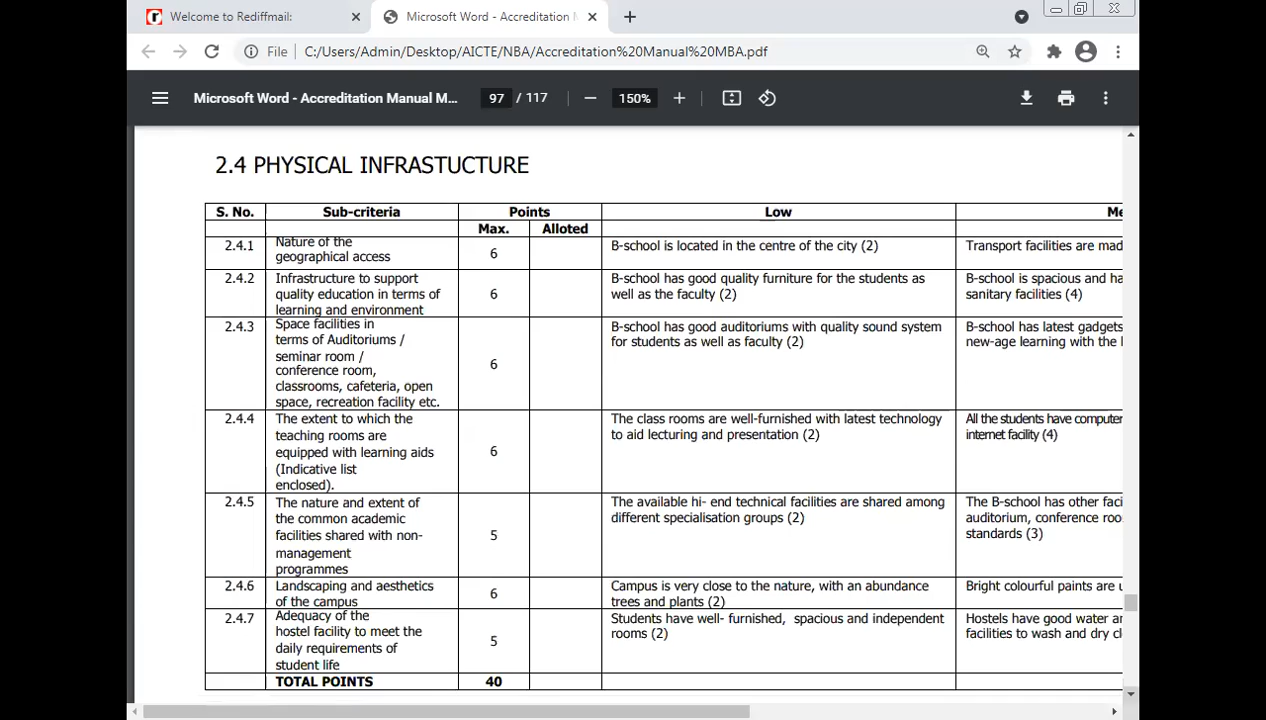 Welcome to Rediffmail:
Microsoft Word - Accreditation M
File C:/Users/Admin/Desktop/AICTE/NBA/Accreditation%20Manual%20MBA.pdf
Microsoft Word - Accreditation Manual M... 97 / 117 150%
2.4 PHYSICAL INFRASTUCTURE
S. No. Sub-criteria Points Low
Max. Alloted
2.4.1 Nature of the
geographical access
6
B-school is located in the centre of the city (2)
Transport facilities are mad
2.4.2 Infrastructure to support
quality education in terms of
learning and environment
6
B-school has good quality furniture for the students as
well as the faculty (2)
B-school is spacious and ha
sanitary facilities (4)
2.4.3 Space facilities in
terms of Auditoriums /
seminar room /
conference room,
classrooms, cafeteria, open
space, recreation facility etc.
6
B-school has good auditoriums with quality sound system
for students as well as faculty (2)
B-school has latest gadgets
new-age learning with the
2.4.4 The extent to which the
teaching rooms are
equipped with learning aids
(Indicative list
enclosed).
6
The class rooms are well-furnished with latest technology
to aid lecturing and presentation (2)
All the students have computer
internet facility (4)
2.4.5 The nature and extent of
the common academic
facilities shared with non-
management
programmes
5
The available hi- end technical facilities are shared among
different specialisation groups (2)
The B-school has other faci
auditorium, conference roo
standards (3)
2.4.6 Landscaping and aesthetics
of the campus
6
Campus is very close to the nature, with an abundance
trees and plants (2)
Bright colourful paints are u
2.4.7 Adequacy of the
hostel facility to meet the
daily requirements of
student life
5
Students have well- furnished, spacious and independent
rooms (2)
Hostels have good water a
facilities to wash and dry cl
TOTAL POINTS 40